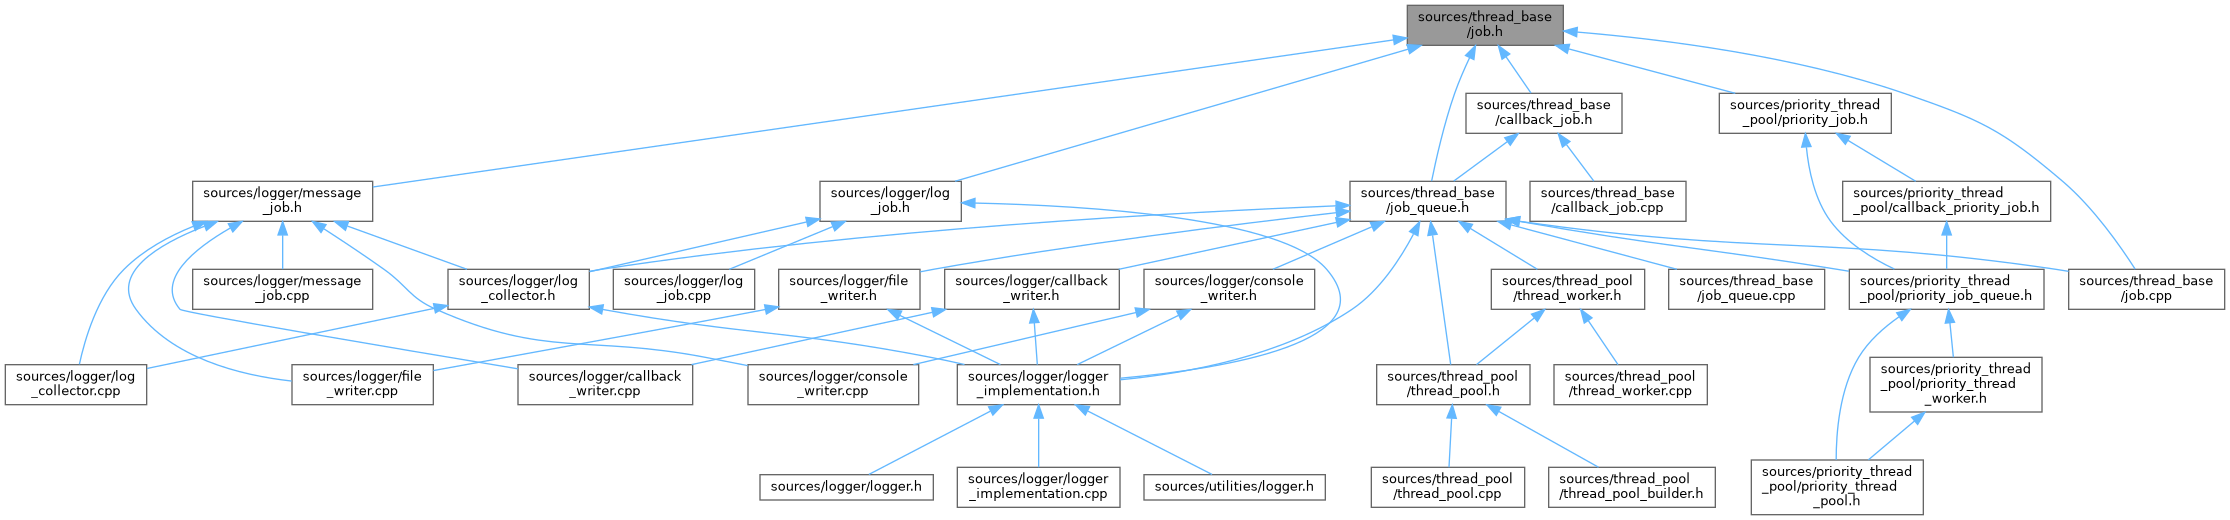 sources/thread_base
/job.h
sources/thread_base
/callback_job.h
sources/priority_thread
_pool/priority_job.h
sources/logger/message
_job.h
sources/logger/log
_job.h
sources/thread_base
/job_queue.h
sources/thread_base
/callback_job.cpp
sources/priority_thread
_pool/callback_priority_job.h
sources/logger/message
_job.cpp
sources/logger/log
_collector.h
sources/logger/log
_job.cpp
sources/logger/file
_writer.h
sources/logger/callback
_writer.h
sources/logger/console
_writer.h
sources/thread_pool
/thread_worker.h
sources/thread_base
/job_queue.cpp
sources/priority_thread
_pool/priority_job_queue.h
sources/thread_base
/job.cpp
sources/logger/log
_collector.cpp
sources/logger/file
_writer.cpp
sources/logger/callback
_writer.cpp
sources/logger/console
_writer.cpp
sources/logger/logger
_implementation.h
sources/thread_pool
/thread_pool.h
sources/thread_pool
/thread_worker.cpp
sources/priority_thread
_pool/priority_thread
_worker.h
sources/logger/logger.h
sources/logger/logger
_implementation.cpp
sources/utilities/logger.h
sources/thread_pool
/thread_pool.cpp
sources/thread_pool
/thread_pool_builder.h
sources/priority_thread
_pool/priority_thread
_pool.h